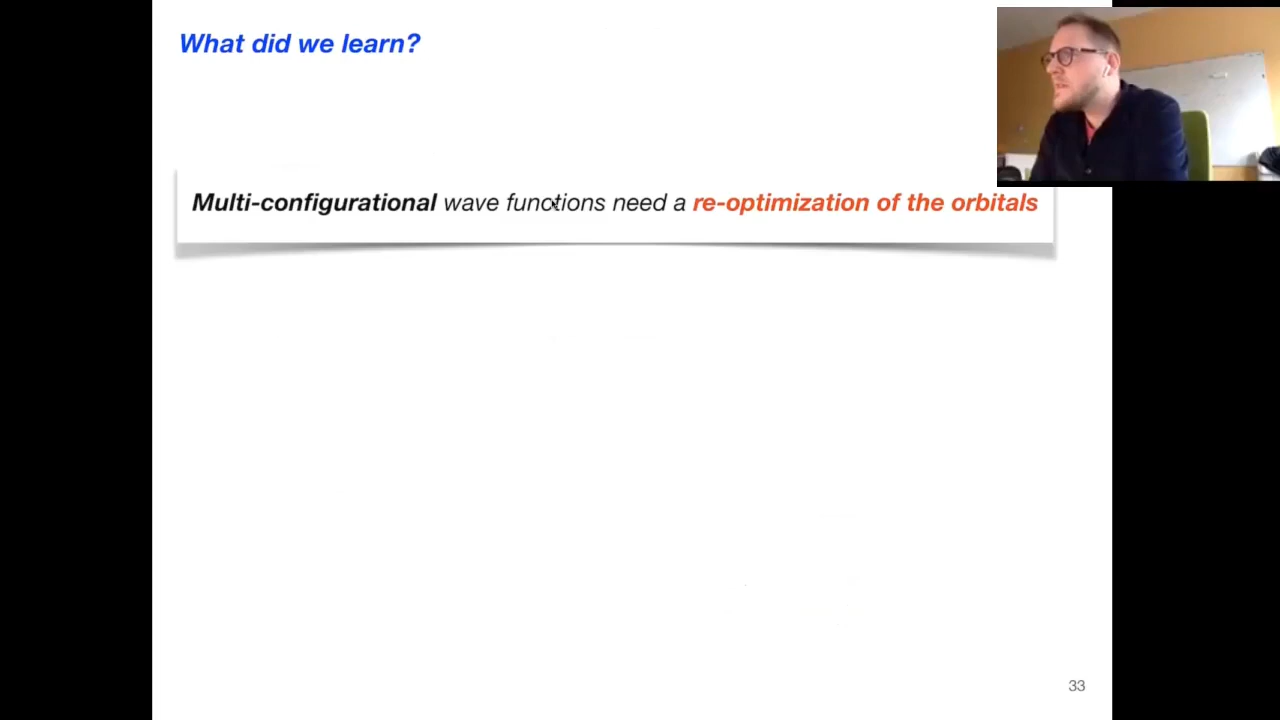 What did we learn?
Multi-configurational wave functions need a re-optimization of the orbitals
33